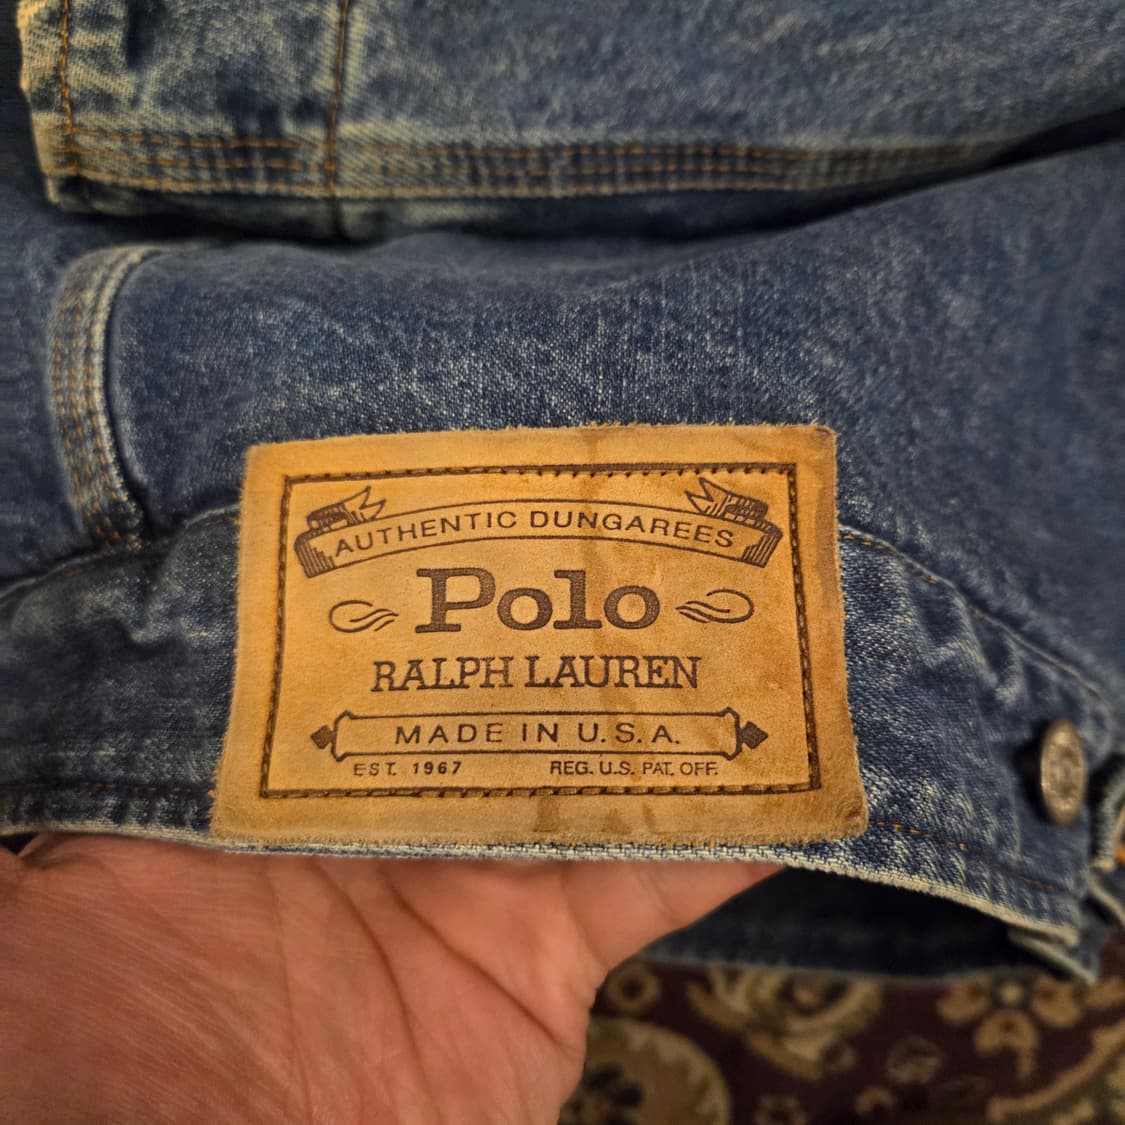 AUTHENTIC DUNGAREES
Polo
RALPH LAUREN
MADE IN U.S.A.
EST. 1967 REG. U.S. PAT. OFF.